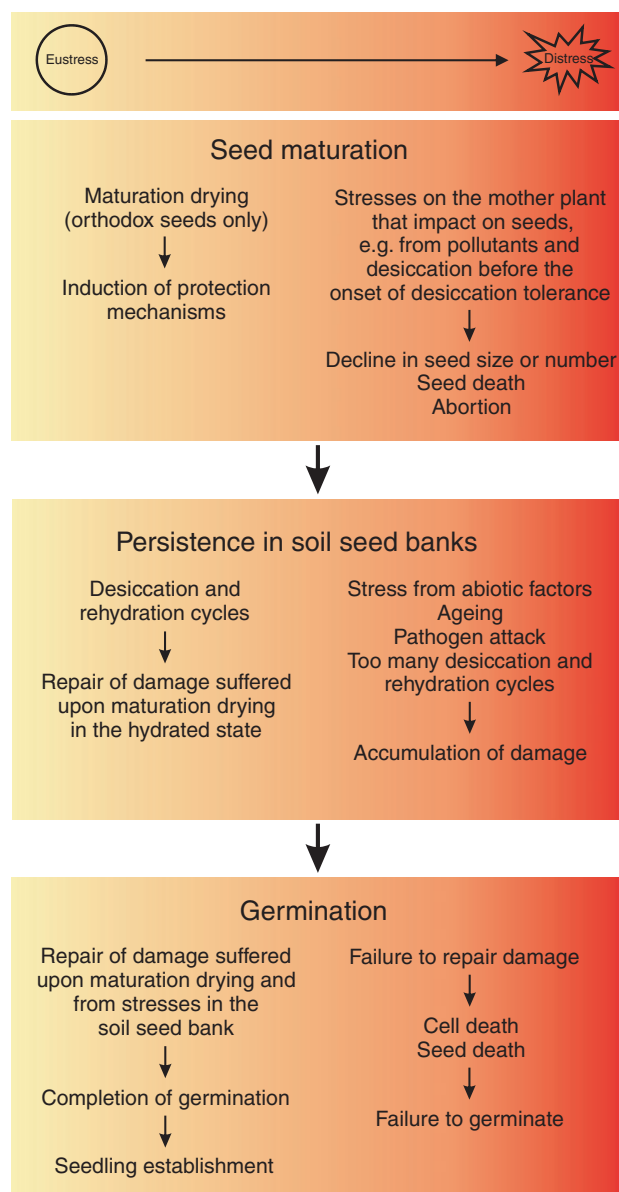 Eustress
Distress
Seed maturation
Maturation drying
(orthodox seeds only)
Induction of protection
mechanisms
Stresses on the mother plant
that impact on seeds,
e.g. from pollutants and
desiccation before the
onset of desiccation tolerance
Decline in seed size or number
Seed death
Abortion
Persistence in soil seed banks
Desiccation and
rehydration cycles
Repair of damage suffered
upon maturation drying
in the hydrated state
Stress from abiotic factors
Ageing
Pathogen attack
Too many desiccation and
rehydration cycles
Accumulation of damage
Germination
Repair of damage suffered
upon maturation drying and
from stresses in the
soil seed bank
Completion of germination
Seedling establishment
Failure to repair damage
Cell death
Seed death
Failure to germinate